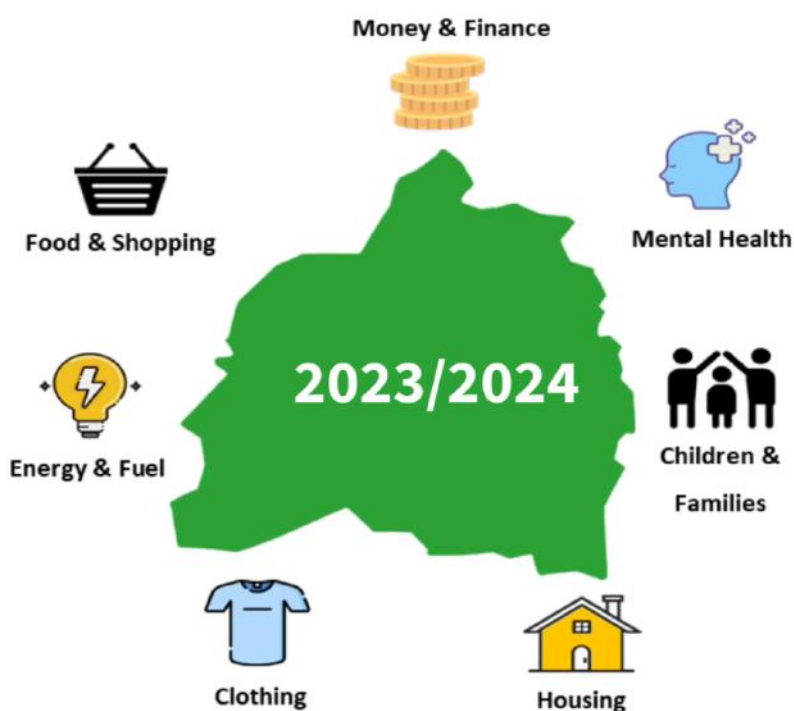 Money & Finance
Food & Shopping
Mental Health
2023/2024
Energy & Fuel
Children &
Families
Clothing
Housing